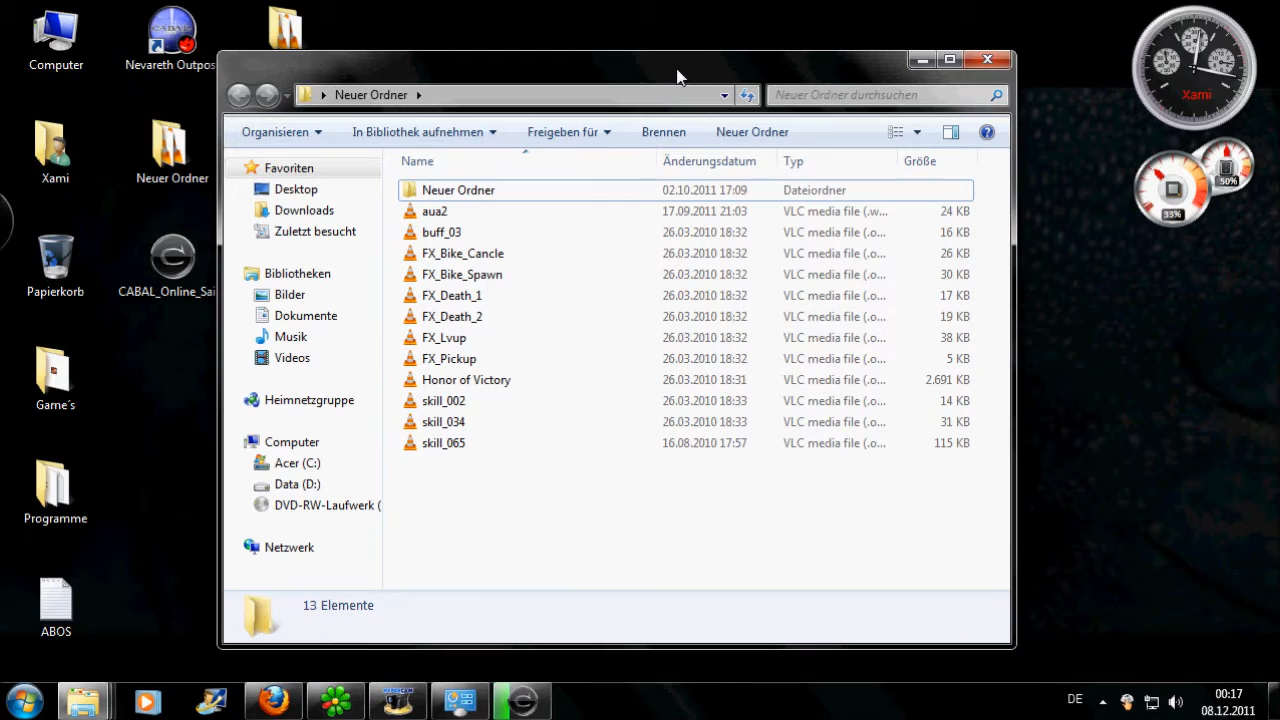 Computer
Nevareth Outpos
Xami
Neuer Ordner
Papierkorb
CABAL_Online_Sai
Game´s
Programme
ABOS
Neuer Ordner
Neuer Ordner durchsuchen
Organisieren In Bibliothek aufnehmen Freigeben für Brennen Neuer Ordner
Favoriten
Desktop
Downloads
Zuletzt besucht
Bibliotheken
Bilder
Dokumente
Musik
Videos
Heimnetzgruppe
Computer
Acer (C:)
Data (D:)
DVD-RW-Laufwerk (
Netzwerk
Name Änderungsdatum Typ Größe
Neuer Ordner 02.10.2011 17:09 Dateiordner
aua2 17.09.2011 21:03 VLC media file (.w... 24 KB
buff_03 26.03.2010 18:32 VLC media file (.o... 16 KB
FX_Bike_Cancle 26.03.2010 18:32 VLC media file (.o... 26 KB
FX_Bike_Spawn 26.03.2010 18:32 VLC media file (.o... 30 KB
FX_Death_1 26.03.2010 18:32 VLC media file (.o... 17 KB
FX_Death_2 26.03.2010 18:32 VLC media file (.o... 19 KB
FX_Lvup 26.03.2010 18:32 VLC media file (.o... 38 KB
FX_Pickup 26.03.2010 18:32 VLC media file (.o... 5 KB
Honor of Victory 26.03.2010 18:31 VLC media file (.o... 2.691 KB
skill_002 26.03.2010 18:33 VLC media file (.o... 14 KB
skill_034 26.03.2010 18:33 VLC media file (.o... 31 KB
skill_065 16.08.2010 17:57 VLC media file (.o... 115 KB
13 Elemente
Xami
50%
33%
DE
00:17
08.12.2011